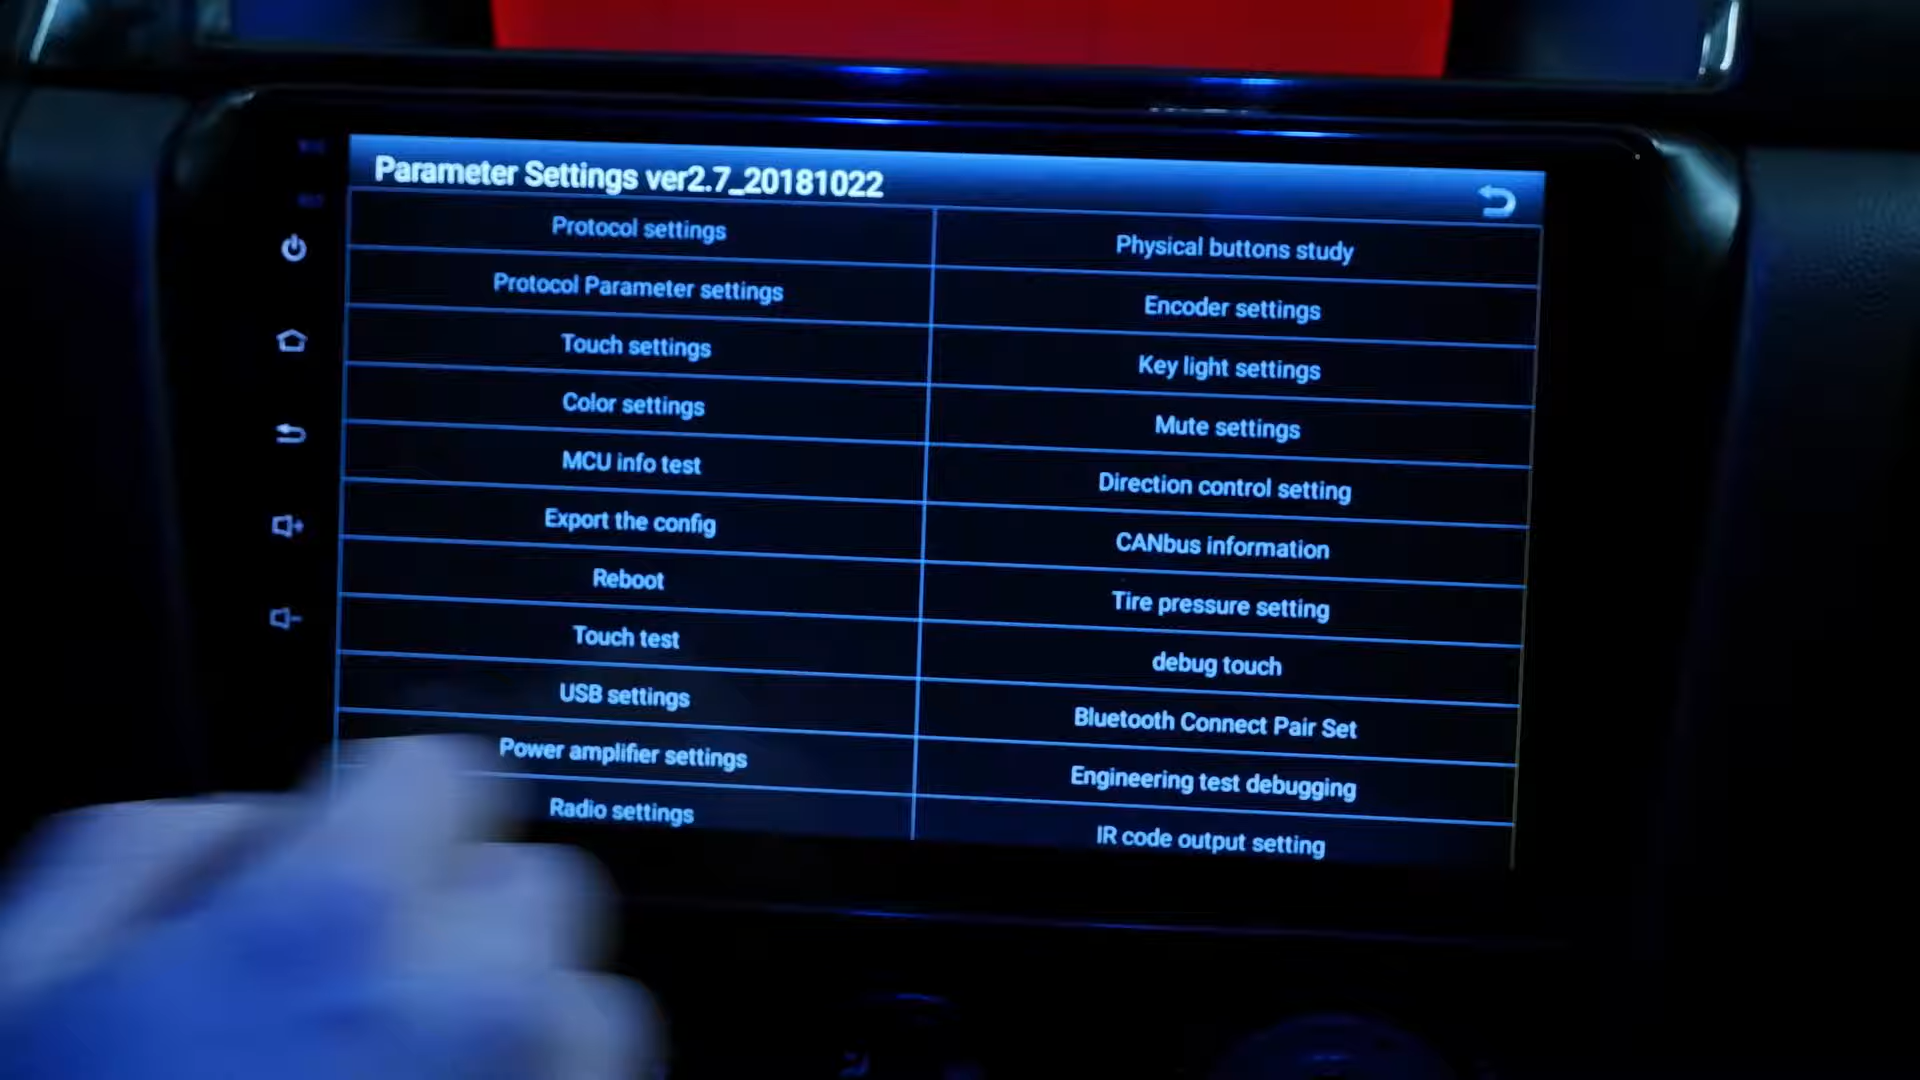 Parameter Settings ver2.7_20181022
Protocol settings
Physical buttons study
Protocol Parameter settings
Encoder settings
Touch settings
Key light settings
Color settings
Mute settings
MCU info test
Direction control setting
Export the config
CANbus information
Reboot
Tire pressure setting
Touch test
debug touch
USB settings
Bluetooth Connect Pair Set
Power amplifier settings
Engineering test debugging
Radio settings
IR code output setting